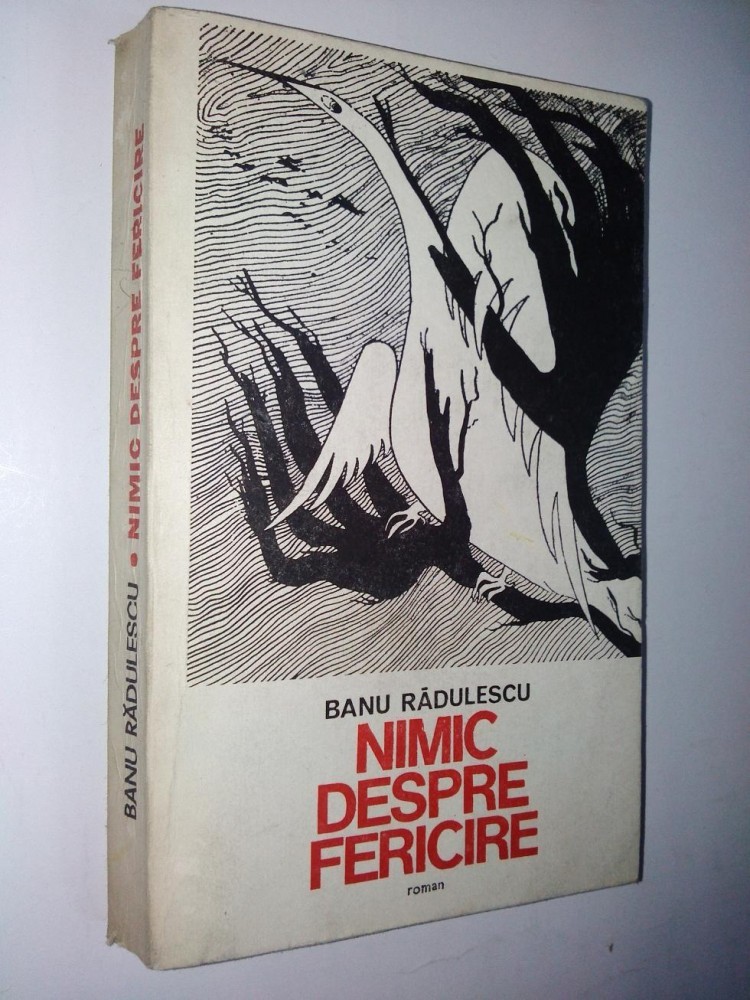 BANU RĂDULESCU • NIMIC DESPRE FERICIRE
BANU RĂDULESCU
NIMIC
DESPRE
FERICIRE
roman